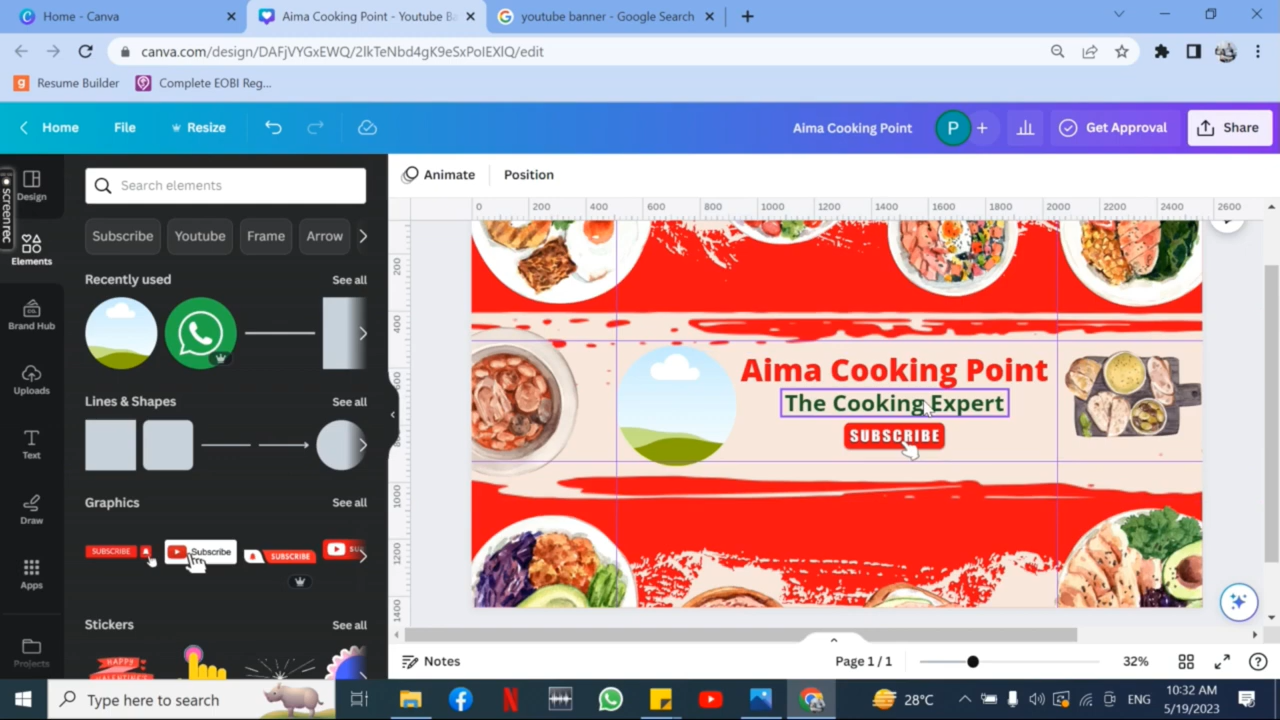 Home - Canva
Aima Cooking Point - Youtube Ba
youtube banner - Google Search
canva.com/design/DAFjVYGxEWQ/2lkTeNbd4gK9eSxPoIEXIQ/edit
Resume Builder
Complete EOBI Reg...
Home
File
Resize
Aima Cooking Point
P
Get Approval
Share
screenrec
Design
Elements
Brand Hub
Uploads
Text
Draw
Apps
Projects
Search elements
Subscribe
Youtube
Frame
Arrow
Recently used
See all
Lines & Shapes
See all
Graphics
See all
SUBSCRIBE
Subscribe
SUBSCRIBE
SU
Stickers
See all
HAPPY
Animate
Position
0 200 400 600 800 1000 1200 1400 1600 1800 2000 2200 2400 2600
200
400
1000
1200
1400
Aima Cooking Point
The Cooking Expert
SUBSCRIBE
Notes
Page 1 / 1
32%
Type here to search
28°C
ENG
10:32 AM
5/19/2023